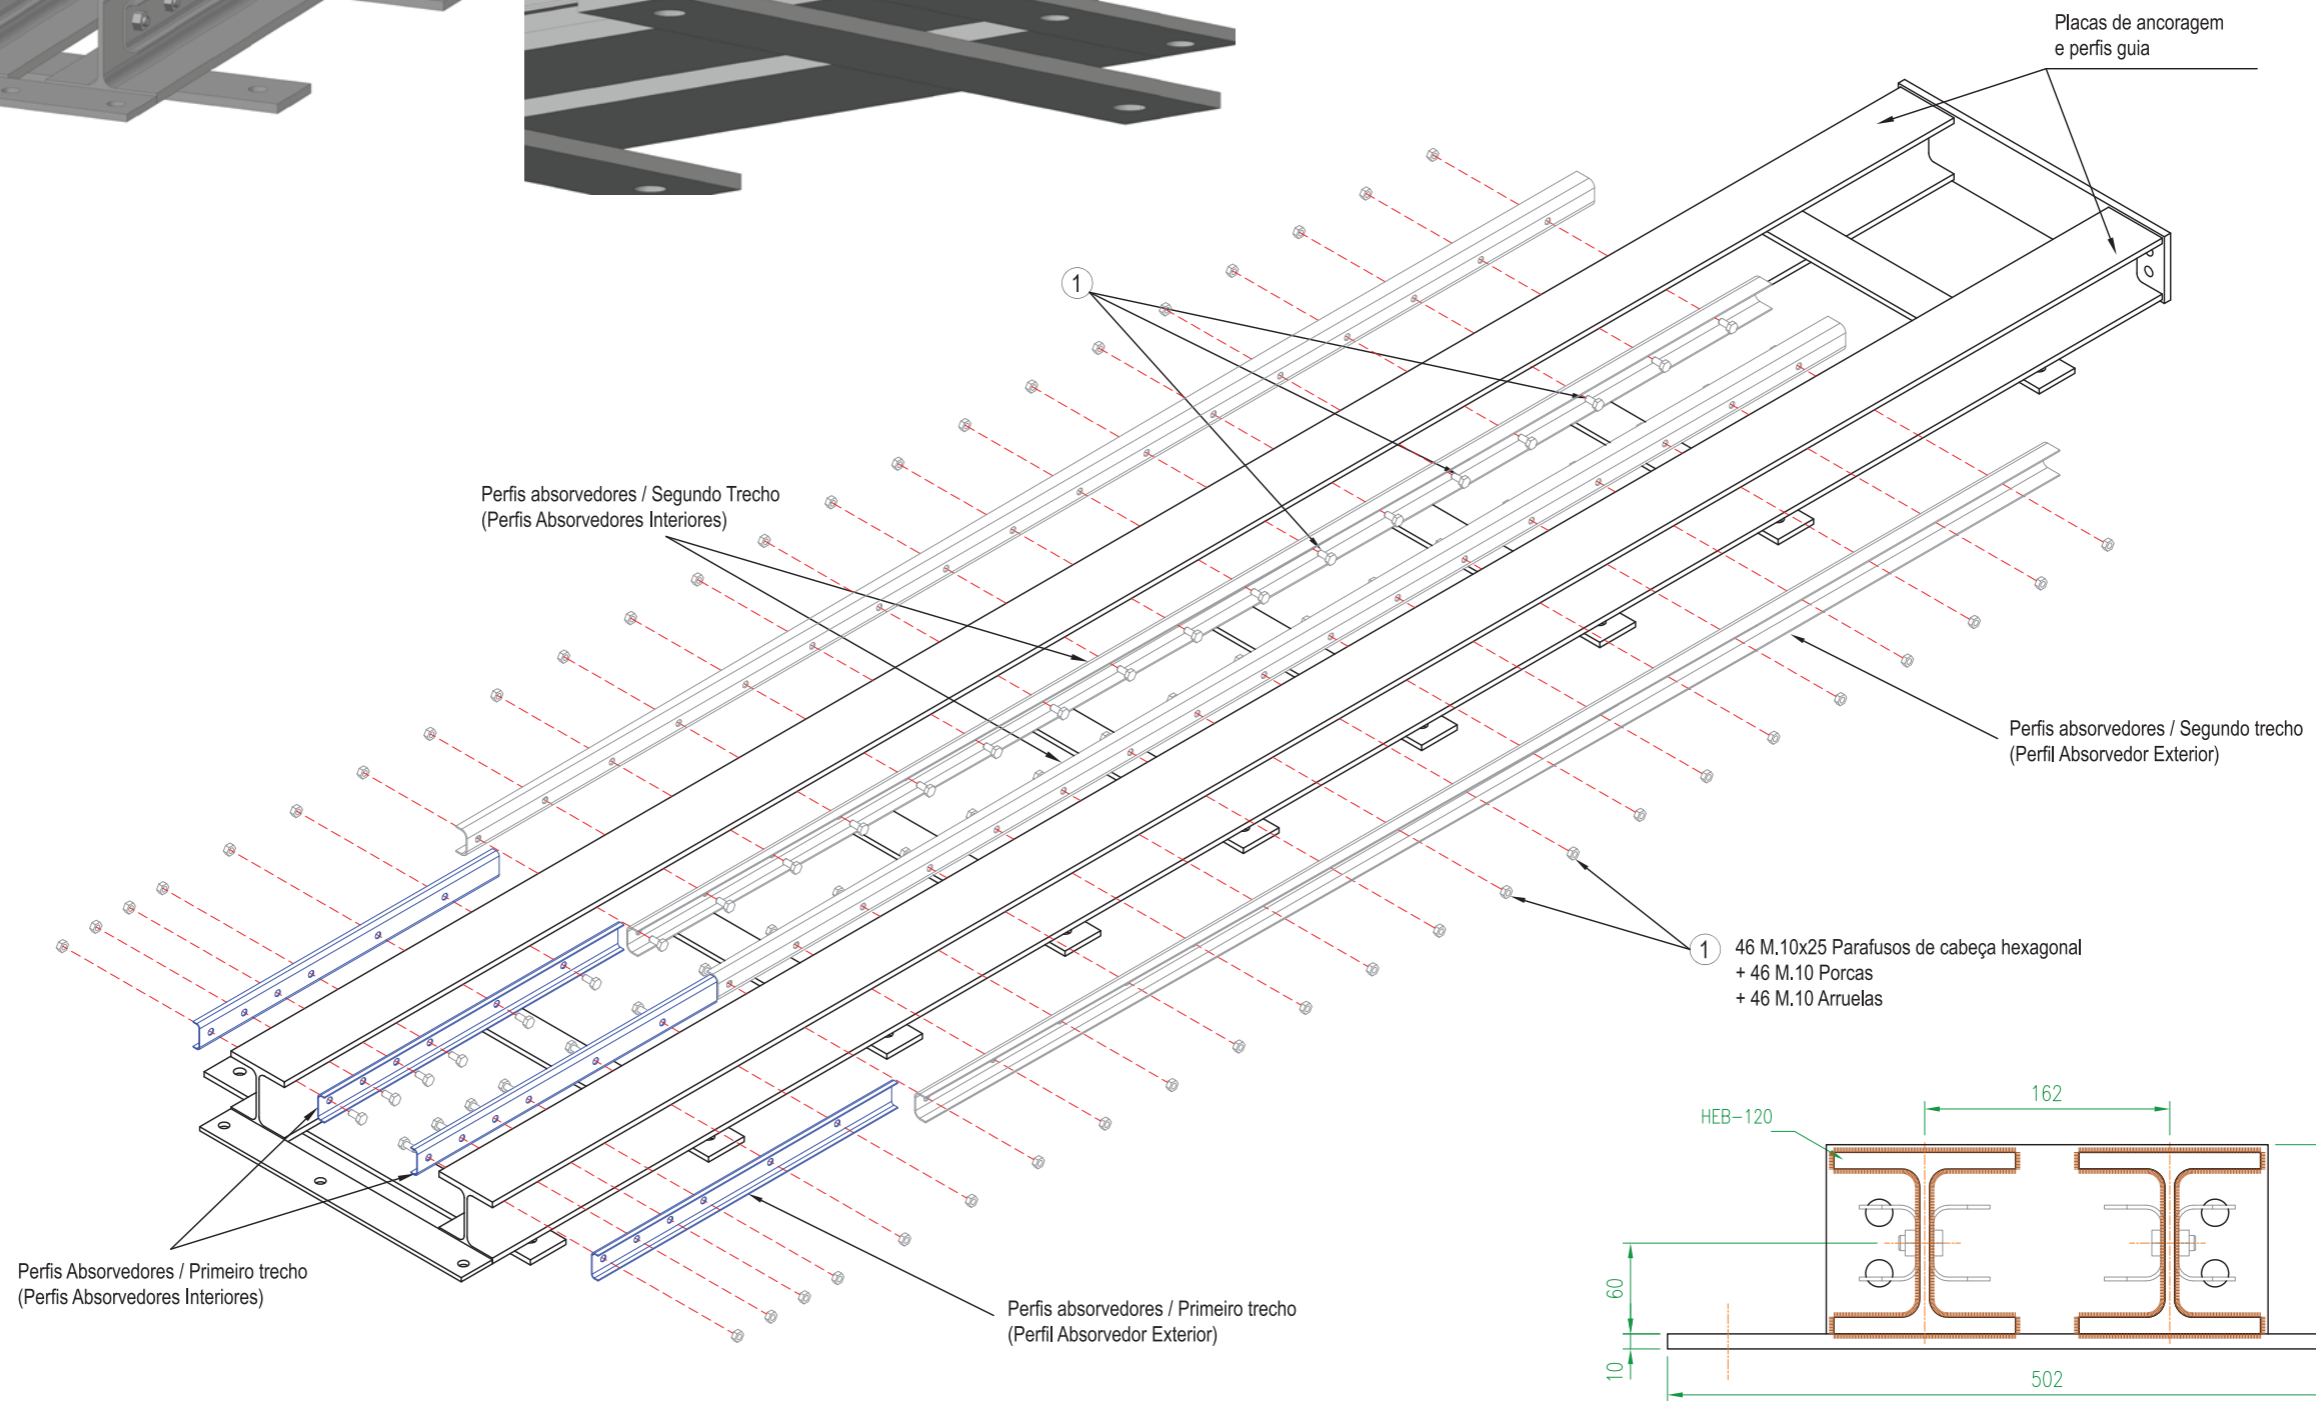 Placas de ancoragem
e perfis guia
1
Perfis absorvedores / Segundo Trecho
(Perfis Absorvedores Interiores)
Perfis absorvedores / Segundo trecho
(Perfil Absorvedor Exterior)
1
46 M.10x25 Parafusos de cabeça hexagonal
+ 46 M.10 Porcas
+ 46 M.10 Arruelas
Perfis Absorvedores / Primeiro trecho
(Perfis Absorvedores Interiores)
Perfis absorvedores / Primeiro trecho
(Perfil Absorvedor Exterior)
162
HEB-120
60
10
502